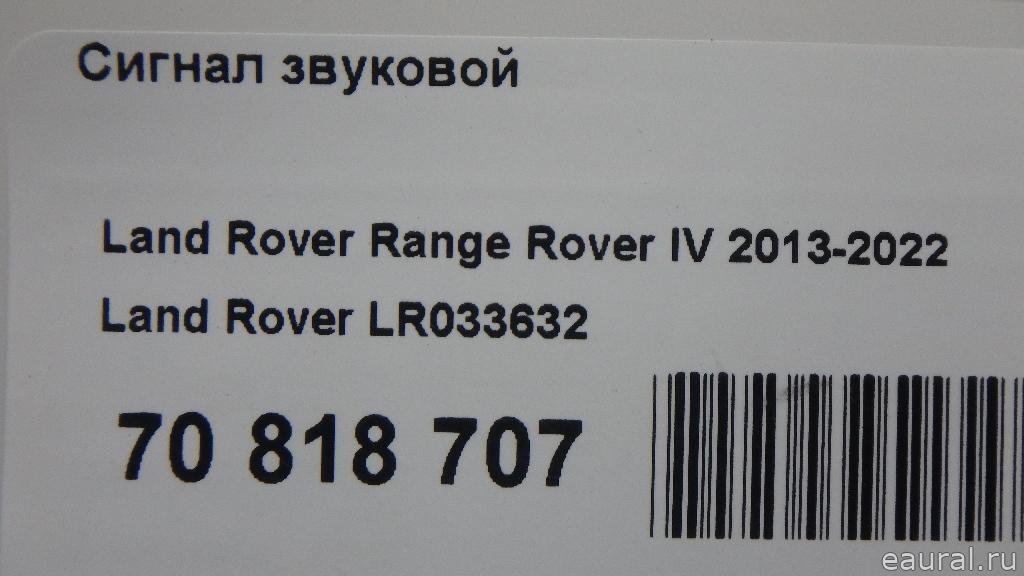 Сигнал звуковой
Land Rover Range Rover IV 2013-2022
Land Rover LR033632
70 818 707
eaural.ru